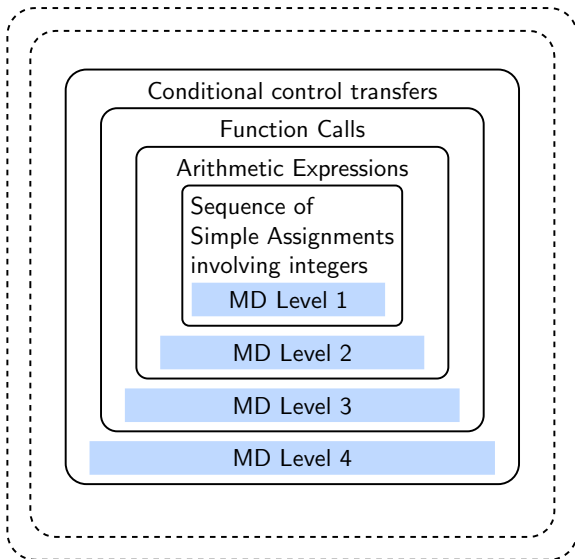 Conditional control transfers
Function Calls
Arithmetic Expressions
Sequence of
Simple Assignments
involving integers
MD Level 1
MD Level 2
MD Level 3
MD Level 4